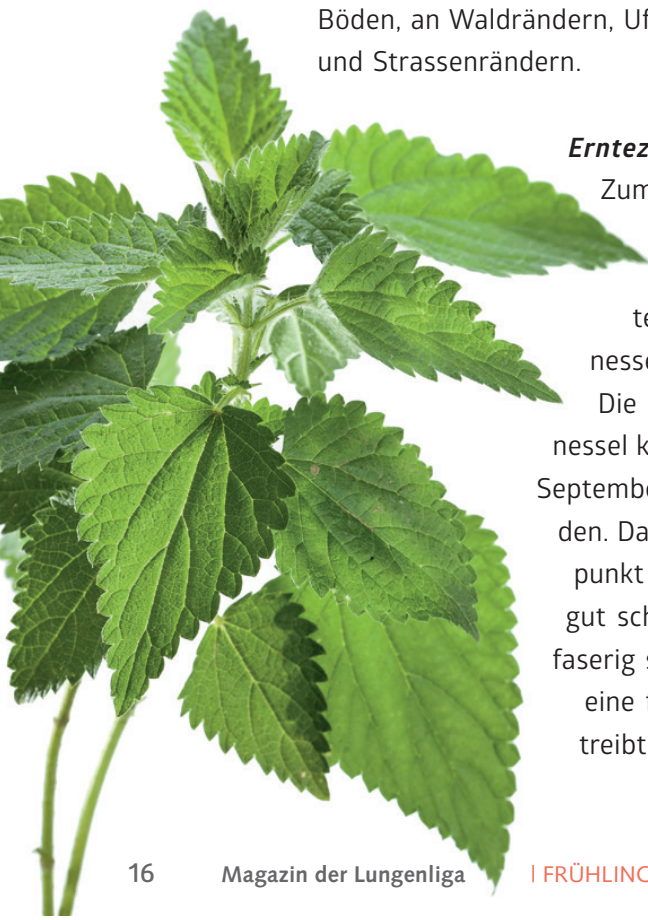 Böden, an Waldrändern, Uf
und Strassenrändern.
Erntez
Zum
te
nesse
Die
nessel k
Septembe
den. Da
punkt
gut sch
faserig s
eine f
treibt
16 Magazin der Lungenliga | FRÜHLING